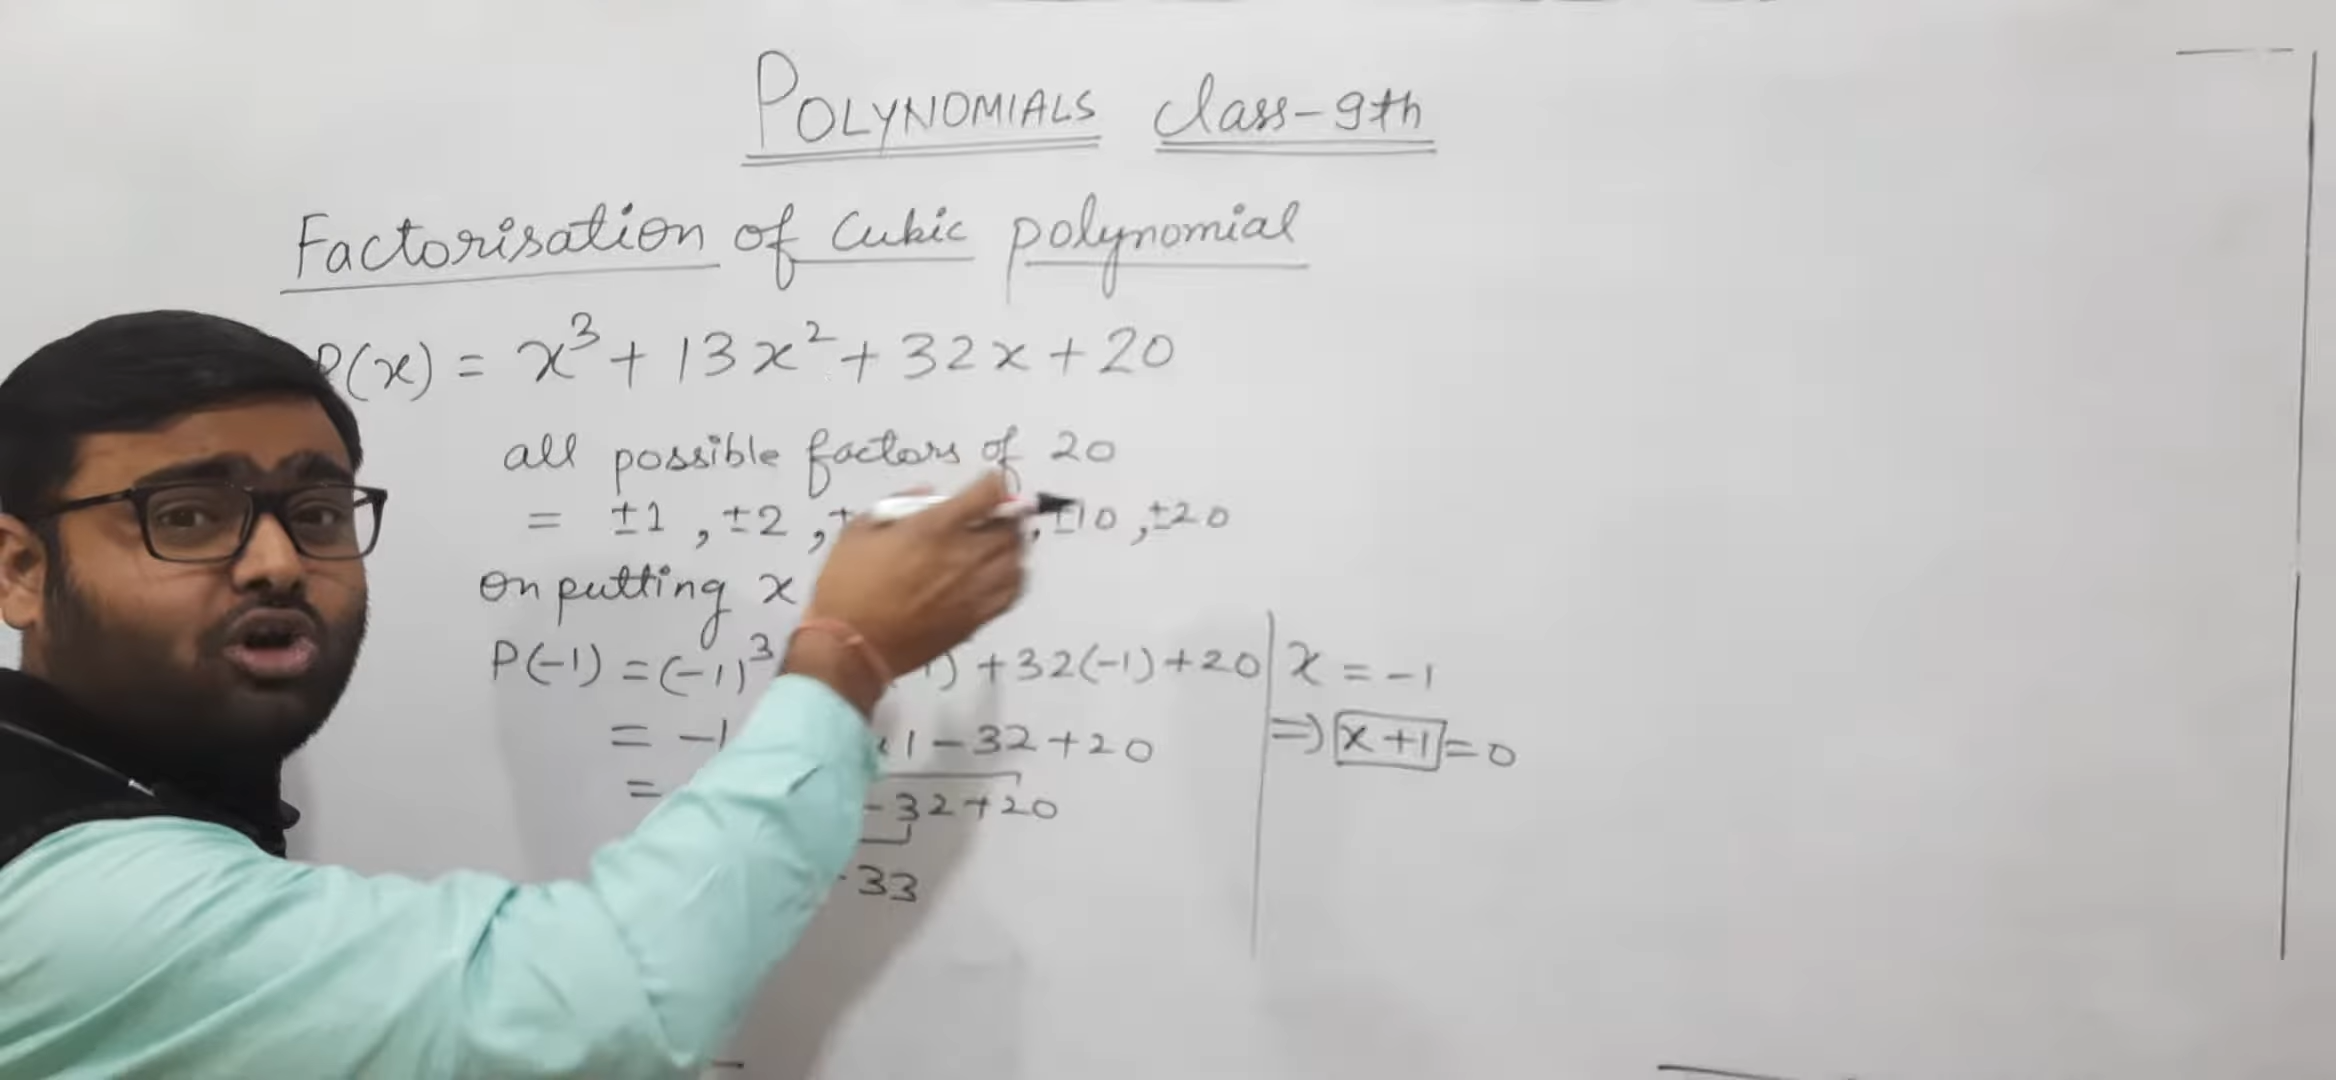 POLYNOMIALS class-9th
Factorisation of Cubic polynomial
P(x) = x³ + 13x² + 32x + 20
all possible factors of 20
= ±1 , ±2 , ±10 , ±20
on putting x
P(-1) = (-1)³ 1) + 32(-1) + 20
= -1 1 - 32 + 20
= - 32 + 20
33
x = -1
⇒ x + 1 = 0